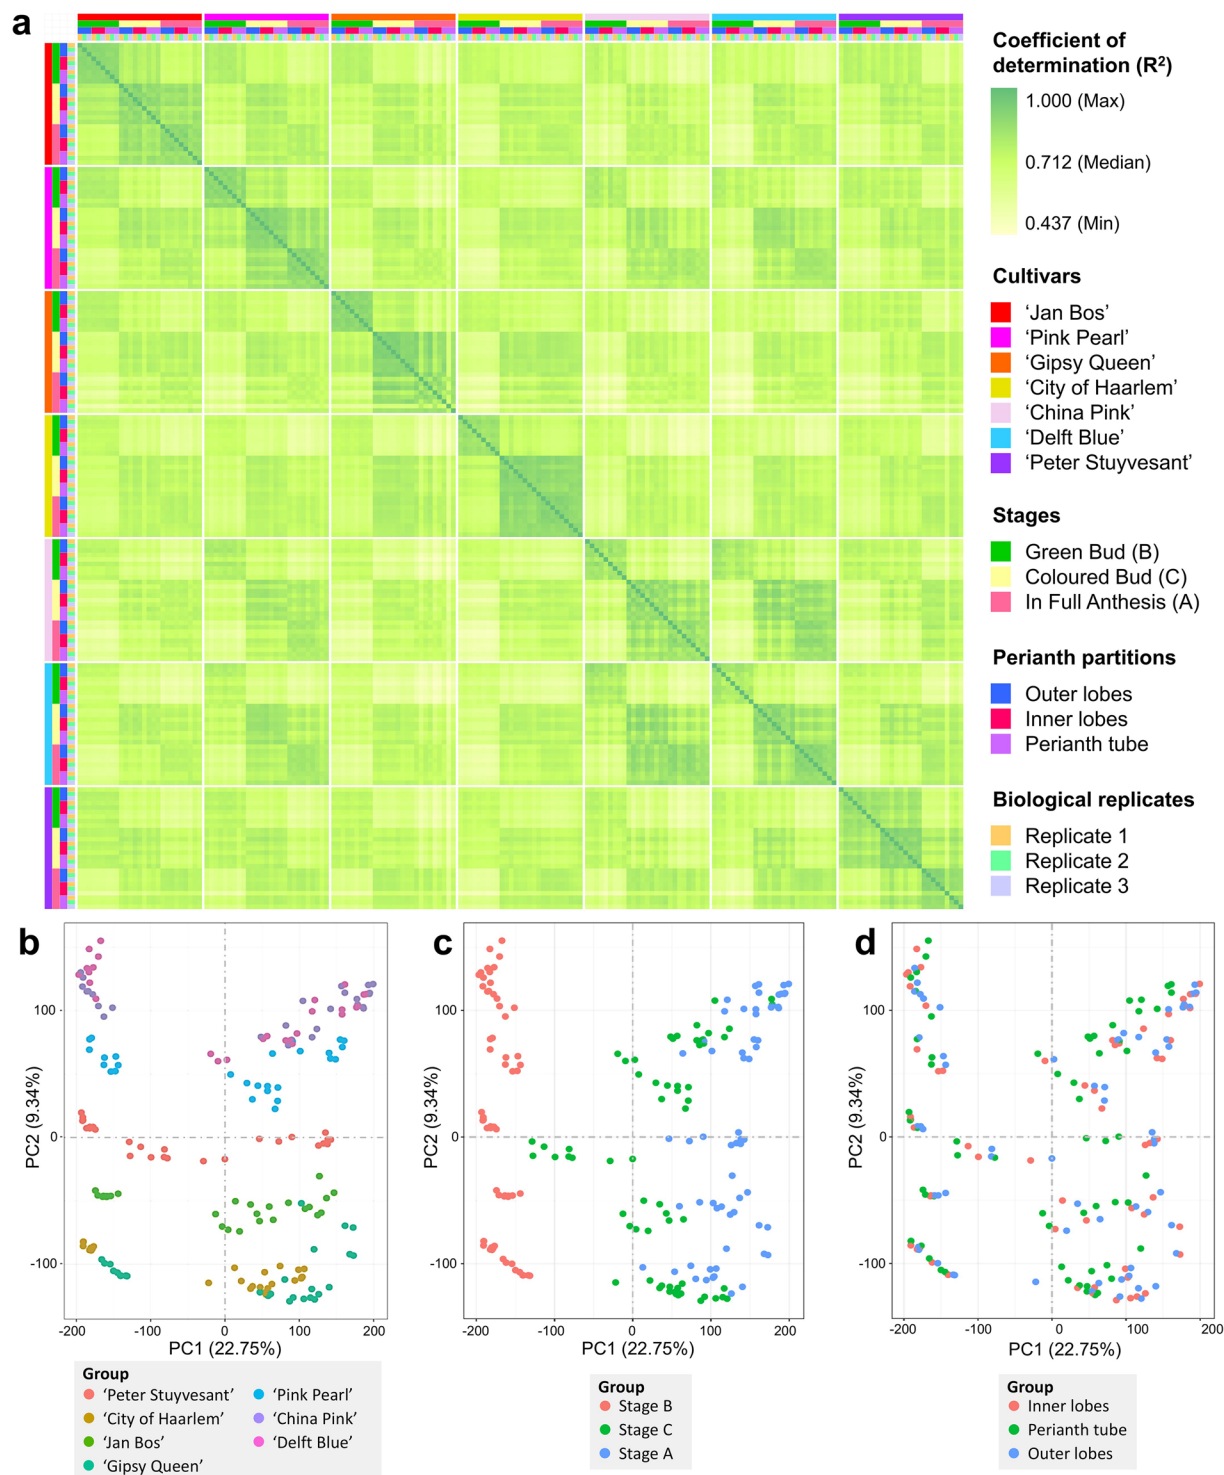 a
Coefficient of
determination (R²)
1.000 (Max)
0.712 (Median)
0.437 (Min)
Cultivars
‘Jan Bos’
‘Pink Pearl’
‘Gipsy Queen’
‘City of Haarlem’
‘China Pink’
‘Delft Blue’
‘Peter Stuyvesant’
Stages
Green Bud (B)
Coloured Bud (C)
In Full Anthesis (A)
Perianth partitions
Outer lobes
Inner lobes
Perianth tube
Biological replicates
Replicate 1
Replicate 2
Replicate 3
b
PC2 (9.34%)
100
0
-100
-200 -100 0 100 200
PC1 (22.75%)
Group
‘Peter Stuyvesant’ ‘Pink Pearl’
‘City of Haarlem’ ‘China Pink’
‘Jan Bos’ ‘Delft Blue’
‘Gipsy Queen’
c
PC2 (9.34%)
100
0
-100
-200 -100 0 100 200
PC1 (22.75%)
Group
Stage B
Stage C
Stage A
d
PC2 (9.34%)
100
0
-100
-200 -100 0 100 200
PC1 (22.75%)
Group
Inner lobes
Perianth tube
Outer lobes